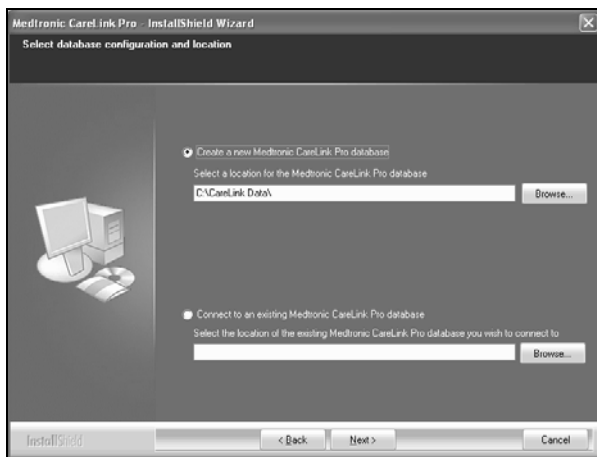 Medtronic CareLink Pro - InstallShield Wizard
Select database configuration and location
Create a new Medtronic CareLink Pro database
Select a location for the Medtronic CareLink Pro database
C:\CareLink Data\
Browse...
Connect to an existing Medtronic CareLink Pro database
Select the location of the existing Medtronic CareLink Pro database you wish to connect to
Browse...
InstallShield
< Back
Next >
Cancel